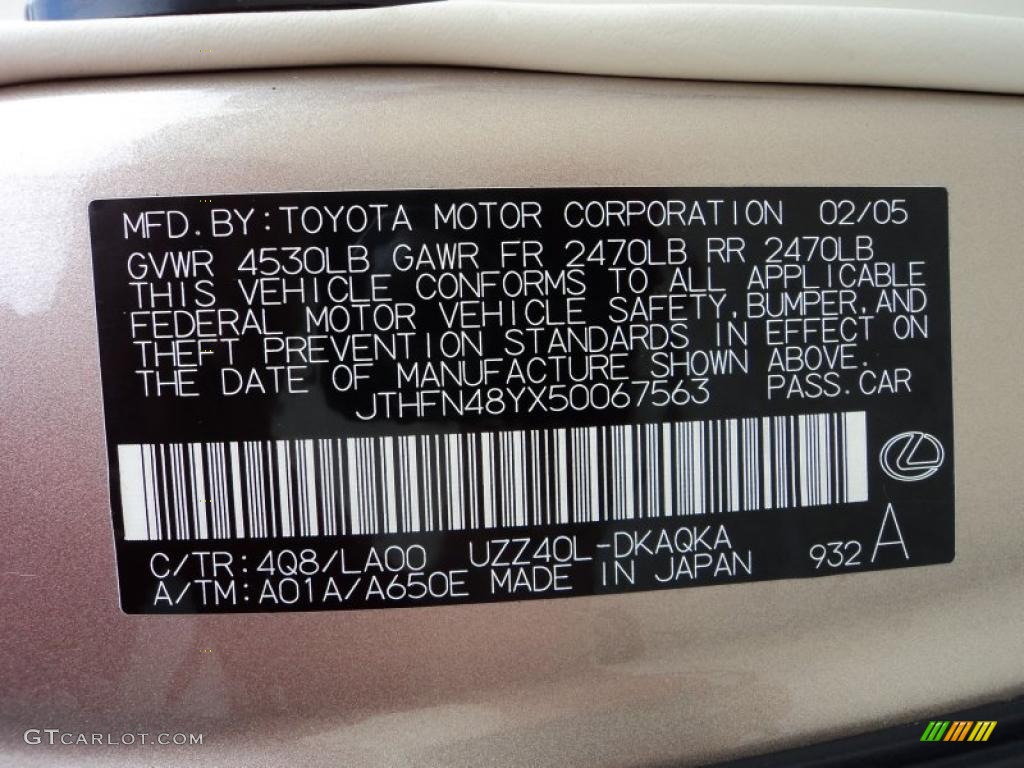 MFD. BY: TOYOTA MOTOR CORPORATION 02/05
GVWR 4530LB GAWR FR 2470LB RR 2470LB
THIS VEHICLE CONFORMS TO ALL APPLICABLE
FEDERAL MOTOR VEHICLE SAFETY, BUMPER, AND
THEFT PREVENTION STANDARDS IN EFFECT ON
THE DATE OF MANUFACTURE SHOWN ABOVE.
JTHFN48YX50067563 PASS. CAR
C/TR: 4Q8/LA00 UZZ40L-DKAQKA 932 A
A/TM: A01A/A650E MADE IN JAPAN
GTCARLOT.COM